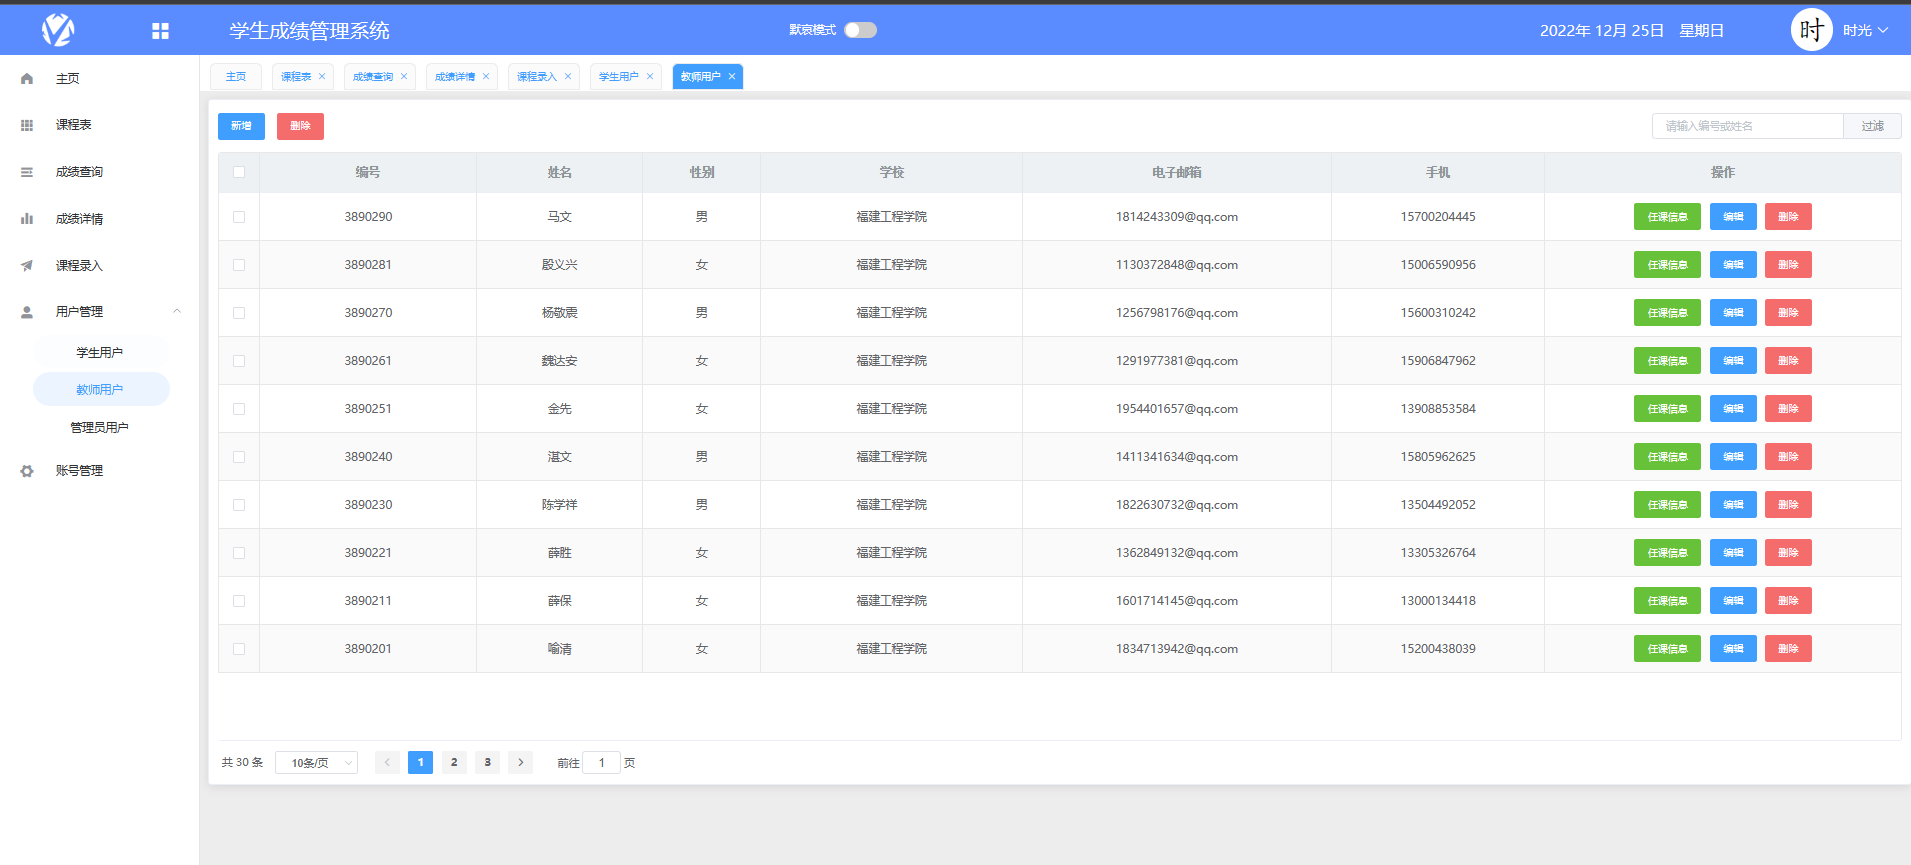 学生成绩管理系统 默哀模式 2022年 12月 25日 星期日 时 时光
主页
课程表
成绩查询
成绩详情
课程录入
用户管理
学生用户
教师用户
管理员用户
账号管理
主页 课程表 × 成绩查询 × 成绩详情 × 课程录入 × 学生用户 × 教师用户 ×
新增 删除 请输入编号或姓名 过滤
编号 姓名 性别 学校 电子邮箱 手机 操作
3890290 马文 男 福建工程学院 1814243309@qq.com 15700204445 任课信息 编辑 删除
3890281 殷义兴 女 福建工程学院 1130372848@qq.com 15006590956 任课信息 编辑 删除
3890270 杨敬震 男 福建工程学院 1256798176@qq.com 15600310242 任课信息 编辑 删除
3890261 魏达安 女 福建工程学院 1291977381@qq.com 15906847962 任课信息 编辑 删除
3890251 金先 女 福建工程学院 1954401657@qq.com 13908853584 任课信息 编辑 删除
3890240 湛文 男 福建工程学院 1411341634@qq.com 15805962625 任课信息 编辑 删除
3890230 陈学祥 男 福建工程学院 1822630732@qq.com 13504492052 任课信息 编辑 删除
3890221 薛胜 女 福建工程学院 1362849132@qq.com 13305326764 任课信息 编辑 删除
3890211 薛保 女 福建工程学院 1601714145@qq.com 13000134418 任课信息 编辑 删除
3890201 喻清 女 福建工程学院 1834713942@qq.com 15200438039 任课信息 编辑 删除
共 30 条 10条/页 < 1 2 3 > 前往 1 页